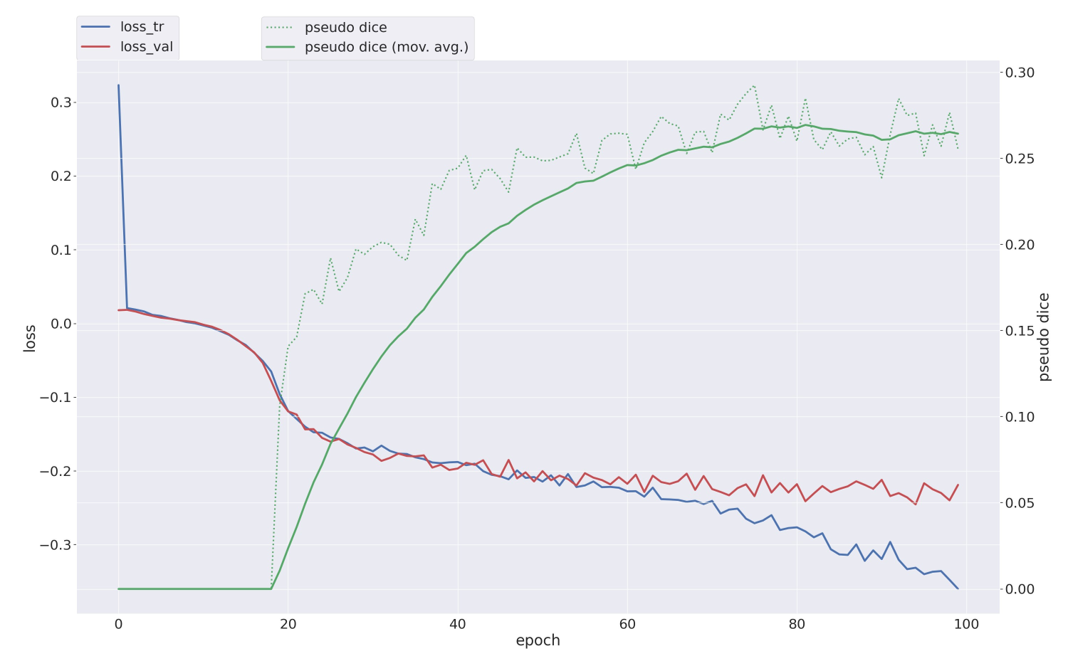 loss_tr
loss_val
pseudo dice
pseudo dice (mov. avg.)
0.3
0.2
0.1
0.0
−0.1
−0.2
−0.3
loss
0.30
0.25
0.20
0.15
0.10
0.05
0.00
pseudo dice
0 20 40 60 80 100
epoch